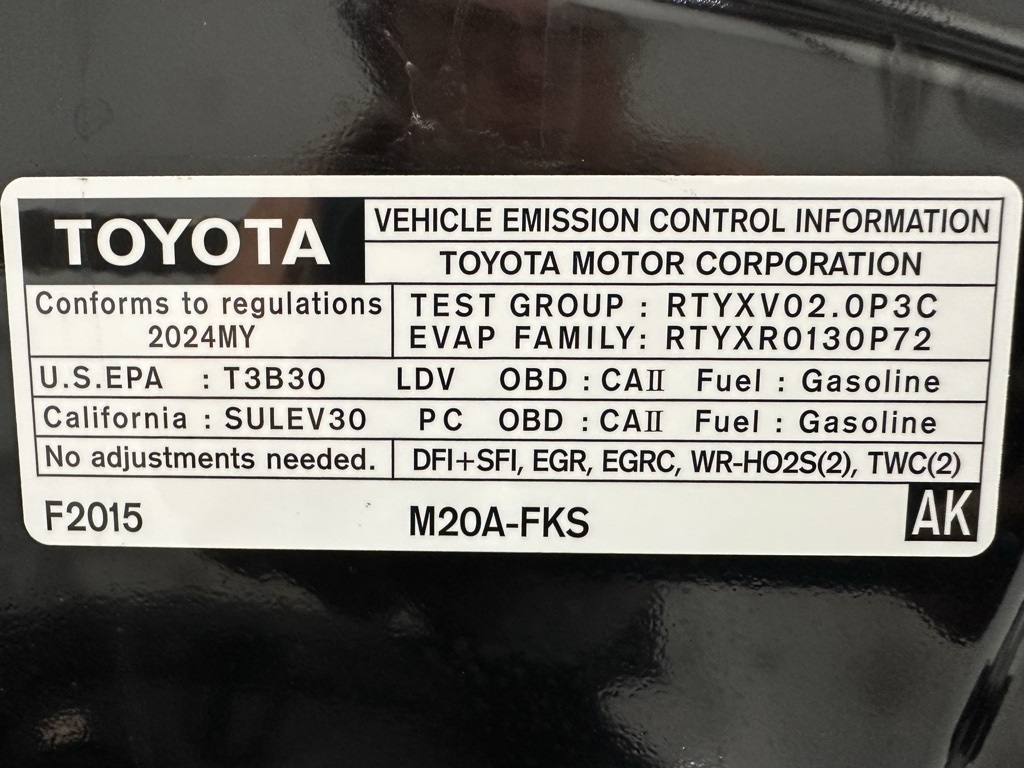 TOYOTA
VEHICLE EMISSION CONTROL INFORMATION
TOYOTA MOTOR CORPORATION
Conforms to regulations
2024MY
TEST GROUP : RTYXV02.0P3C
EVAP FAMILY: RTYXR0130P72
U.S.EPA : T3B30 LDV OBD : CAII Fuel : Gasoline
California : SULEV30 PC OBD : CAII Fuel : Gasoline
No adjustments needed. DFI+SFI, EGR, EGRC, WR-HO2S(2), TWC(2)
F2015 M20A-FKS AK